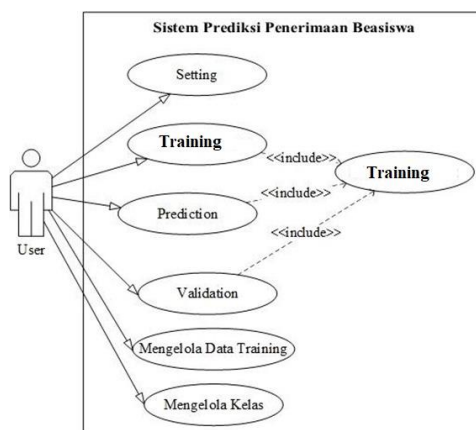 Sistem Prediksi Penerimaan Beasiswa
Setting
Training
<<include>>
Training
Prediction
<<include>>
<<include>>
User
Validation
Mengelola Data Training
Mengelola Kelas